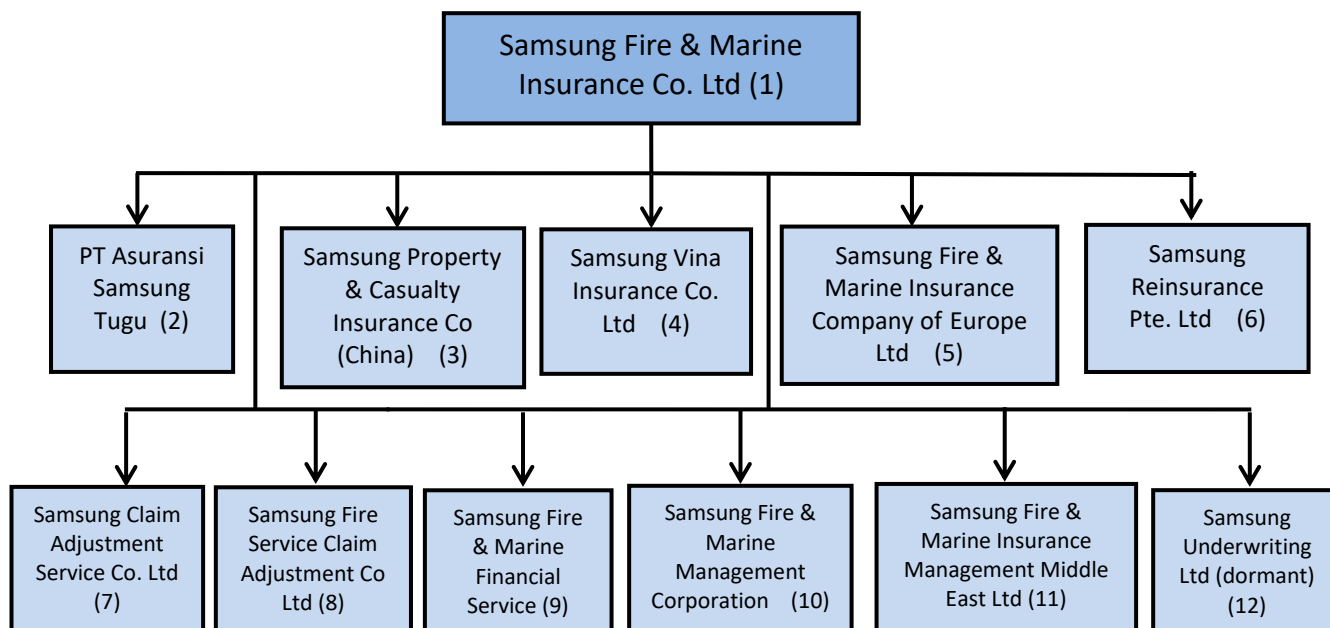 Samsung Fire & Marine
Insurance Co. Ltd (1)
PT Asuransi
Samsung
Tugu (2)
Samsung Property
& Casualty
Insurance Co
(China) (3)
Samsung Vina
Insurance Co.
Ltd (4)
Samsung Fire &
Marine Insurance
Company of Europe
Ltd (5)
Samsung
Reinsurance
Pte. Ltd (6)
Samsung Claim
Adjustment
Service Co. Ltd
(7)
Samsung Fire
Service Claim
Adjustment Co
Ltd (8)
Samsung Fire
& Marine
Financial
Service (9)
Samsung Fire &
Marine
Management
Corporation (10)
Samsung Fire &
Marine Insurance
Management Middle
East Ltd (11)
Samsung
Underwriting
Ltd (dormant)
(12)